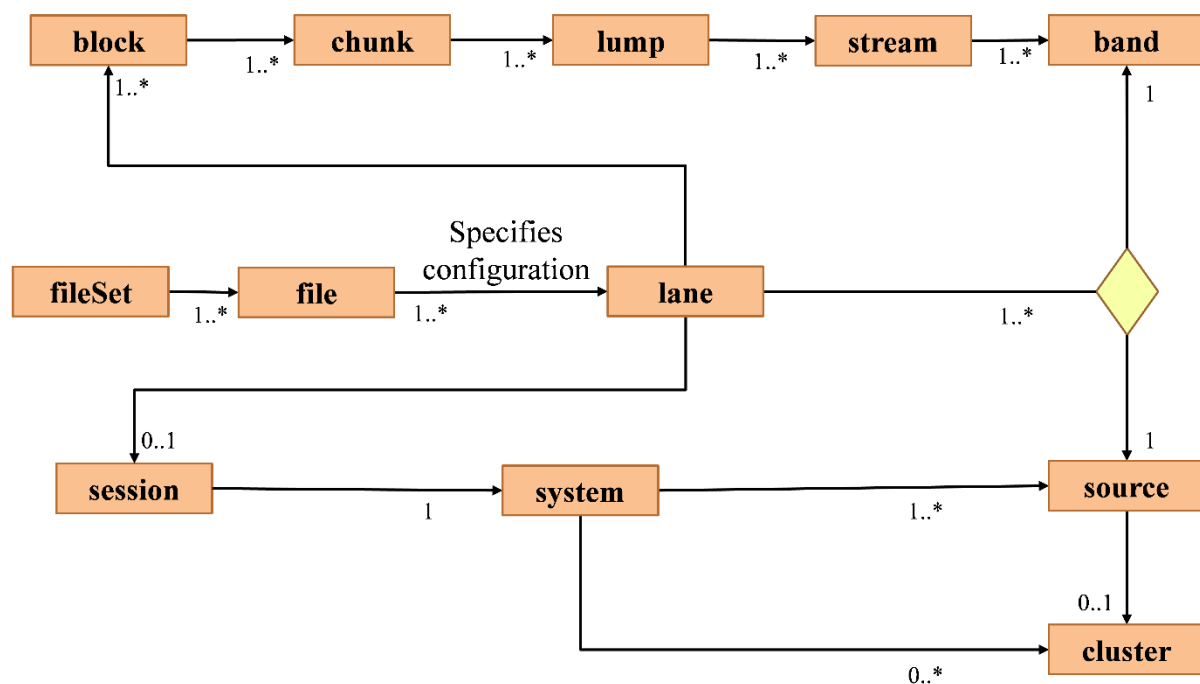 block
chunk
lump
stream
band
1..*
1..*
1..*
1..*
1..*
1
Specifies
configuration
fileSet
file
lane
1..*
1..*
1..*
0..1
1
session
system
source
1
1..*
0..1
cluster
0..*